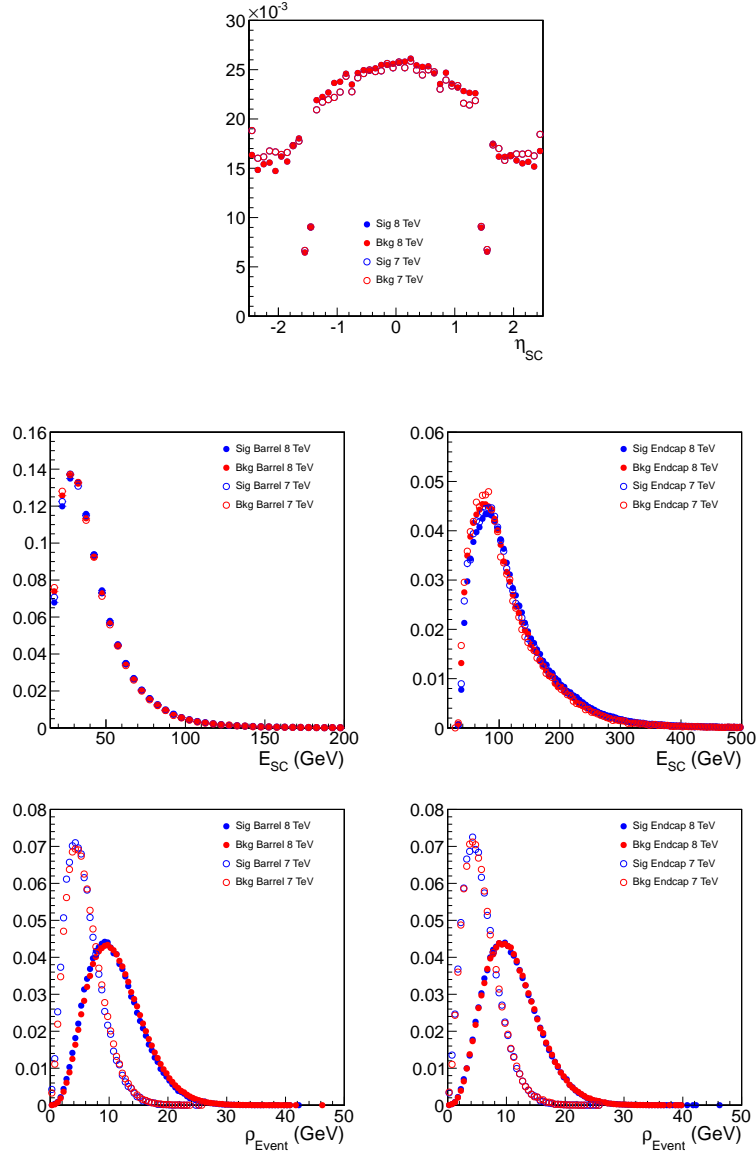 ×10⁻³
30
25
20
15
10
5
0
Sig 8 TeV
Bkg 8 TeV
Sig 7 TeV
Bkg 7 TeV
-2 -1 0 1 2
η_SC
0.16
0.14
0.12
0.1
0.08
0.06
0.04
0.02
0
Sig Barrel 8 TeV
Bkg Barrel 8 TeV
Sig Barrel 7 TeV
Bkg Barrel 7 TeV
50 100 150 200
E_SC (GeV)
0.06
0.05
0.04
0.03
0.02
0.01
0
Sig Endcap 8 TeV
Bkg Endcap 8 TeV
Sig Endcap 7 TeV
Bkg Endcap 7 TeV
100 200 300 400 500
E_SC (GeV)
0.08
0.07
0.06
0.05
0.04
0.03
0.02
0.01
0
Sig Barrel 8 TeV
Bkg Barrel 8 TeV
Sig Barrel 7 TeV
Bkg Barrel 7 TeV
0 10 20 30 40 50
ρ_Event (GeV)
0.08
0.07
0.06
0.05
0.04
0.03
0.02
0.01
0
Sig Endcap 8 TeV
Bkg Endcap 8 TeV
Sig Endcap 7 TeV
Bkg Endcap 7 TeV
0 10 20 30 40 50
ρ_Event (GeV)